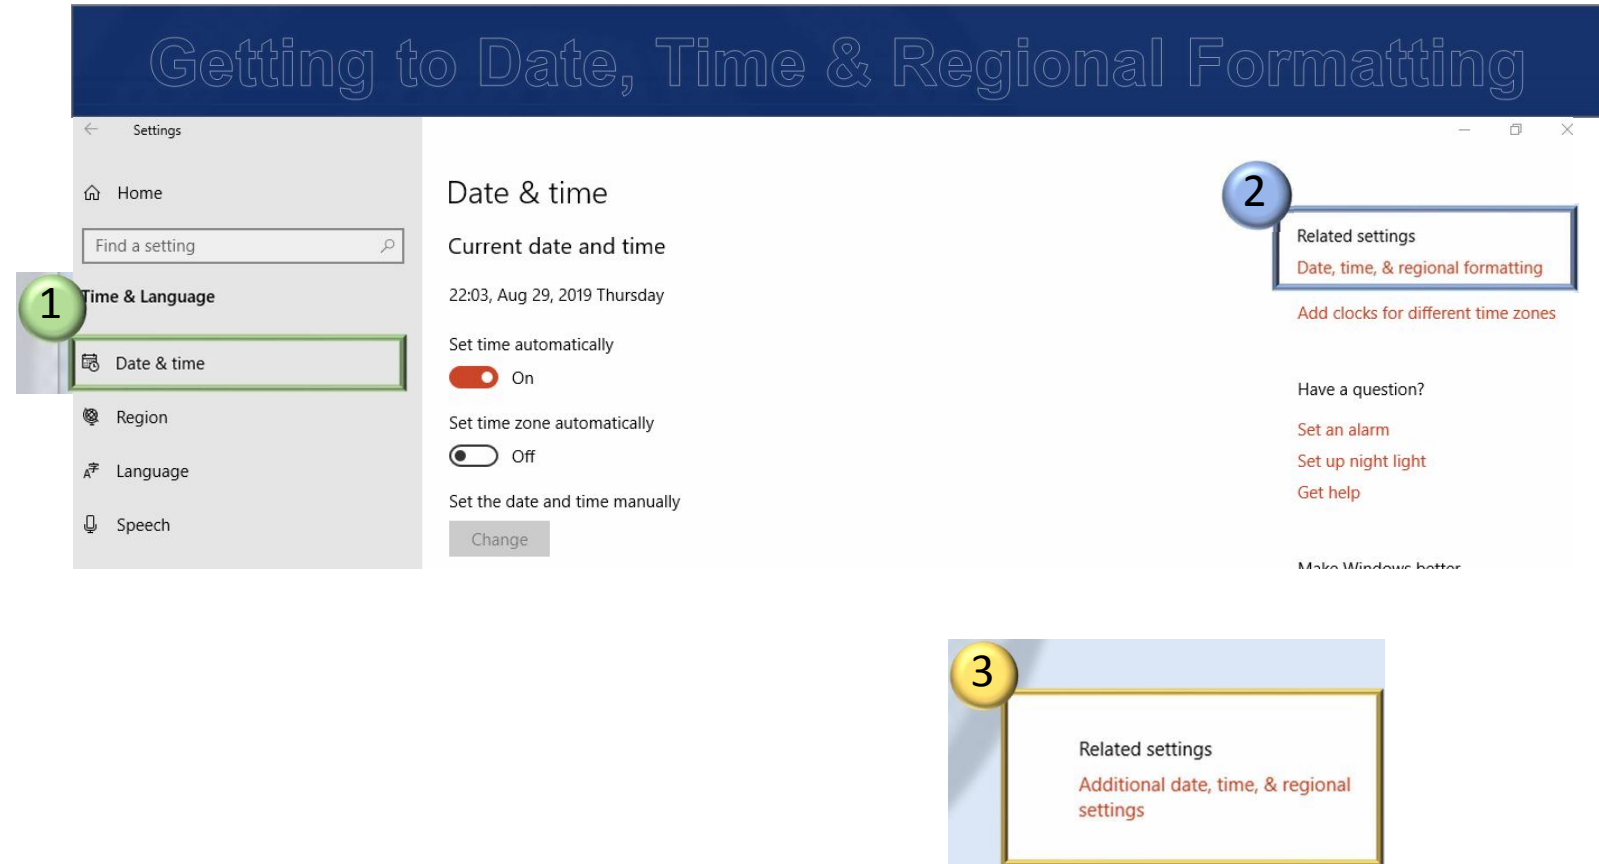 Getting to Date, Time & Regional Formatting
Settings
Home
Find a setting
1
Time & Language
Date & time
Region
Language
Speech
Date & time
Current date and time
22:03, Aug 29, 2019 Thursday
Set time automatically
On
Set time zone automatically
Off
Set the date and time manually
Change
2
Related settings
Date, time, & regional formatting
Add clocks for different time zones
Have a question?
Set an alarm
Set up night light
Get help
Make Windows better
3
Related settings
Additional date, time, & regional
settings